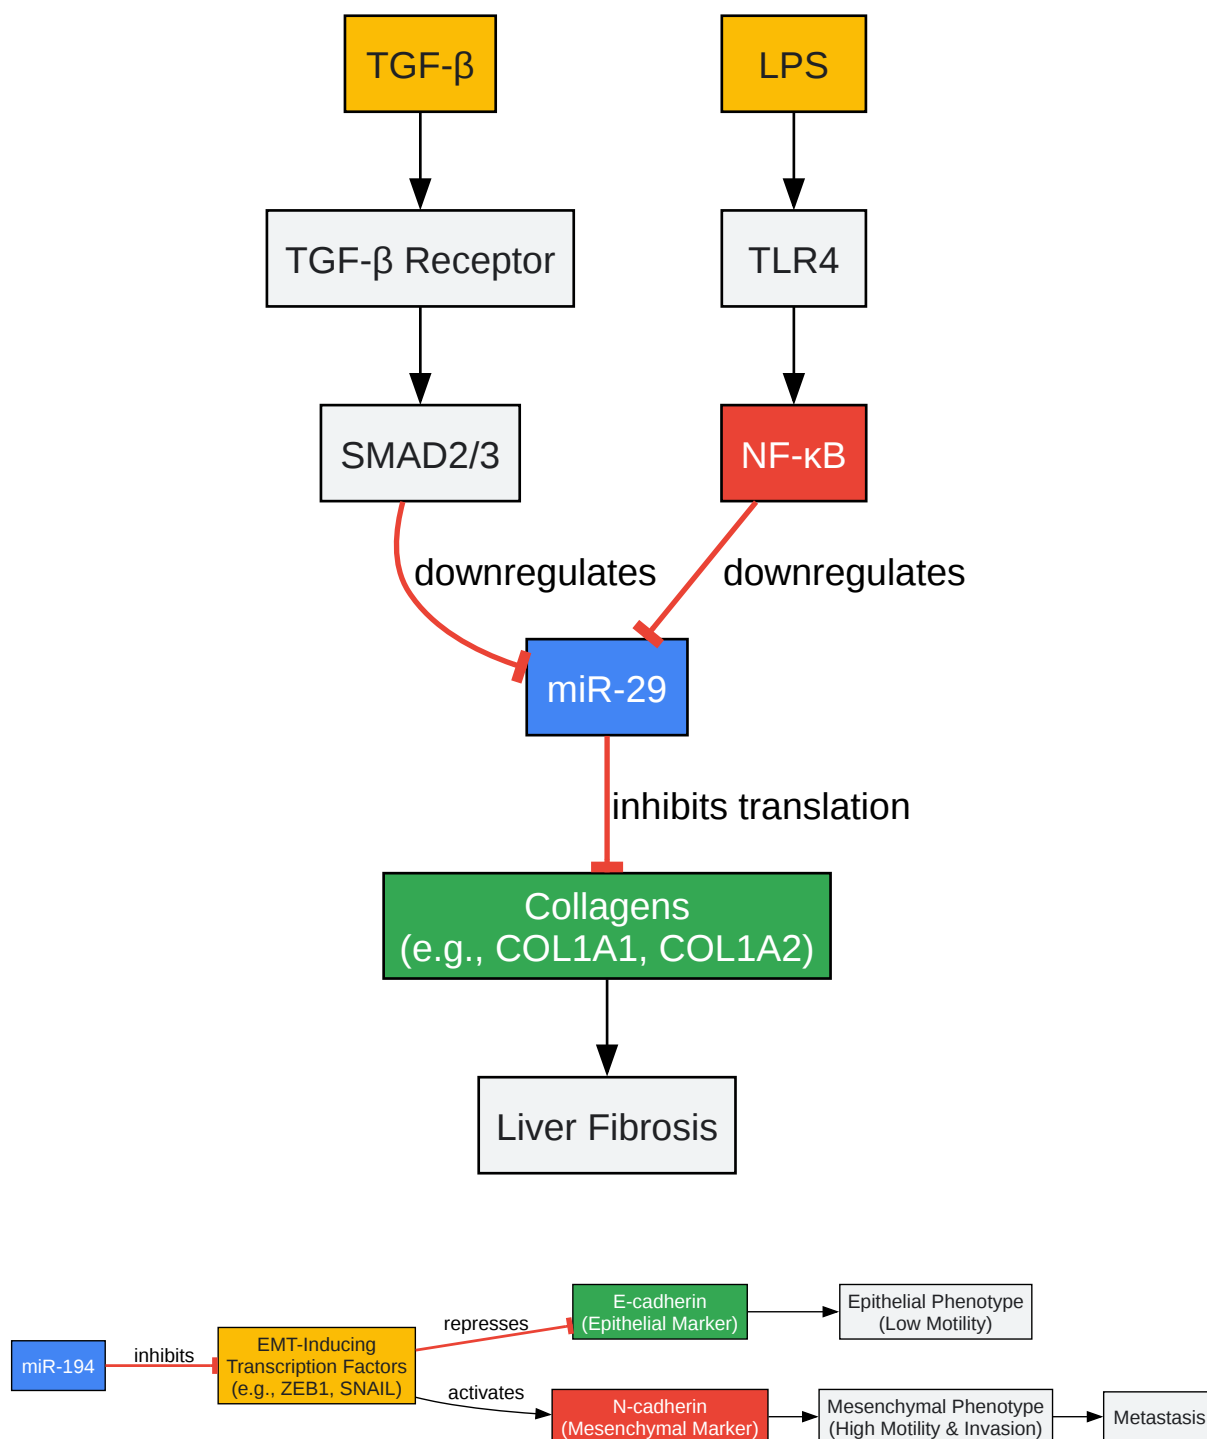 TGF-β
LPS
TGF-β Receptor
TLR4
SMAD2/3
NF-κB
downregulates
downregulates
miR-29
inhibits translation
Collagens
(e.g., COL1A1, COL1A2)
Liver Fibrosis
miR-194
inhibits
EMT-Inducing
Transcription Factors
(e.g., ZEB1, SNAIL)
represses
activates
E-cadherin
(Epithelial Marker)
Epithelial Phenotype
(Low Motility)
N-cadherin
(Mesenchymal Marker)
Mesenchymal Phenotype
(High Motility & Invasion)
Metastasis